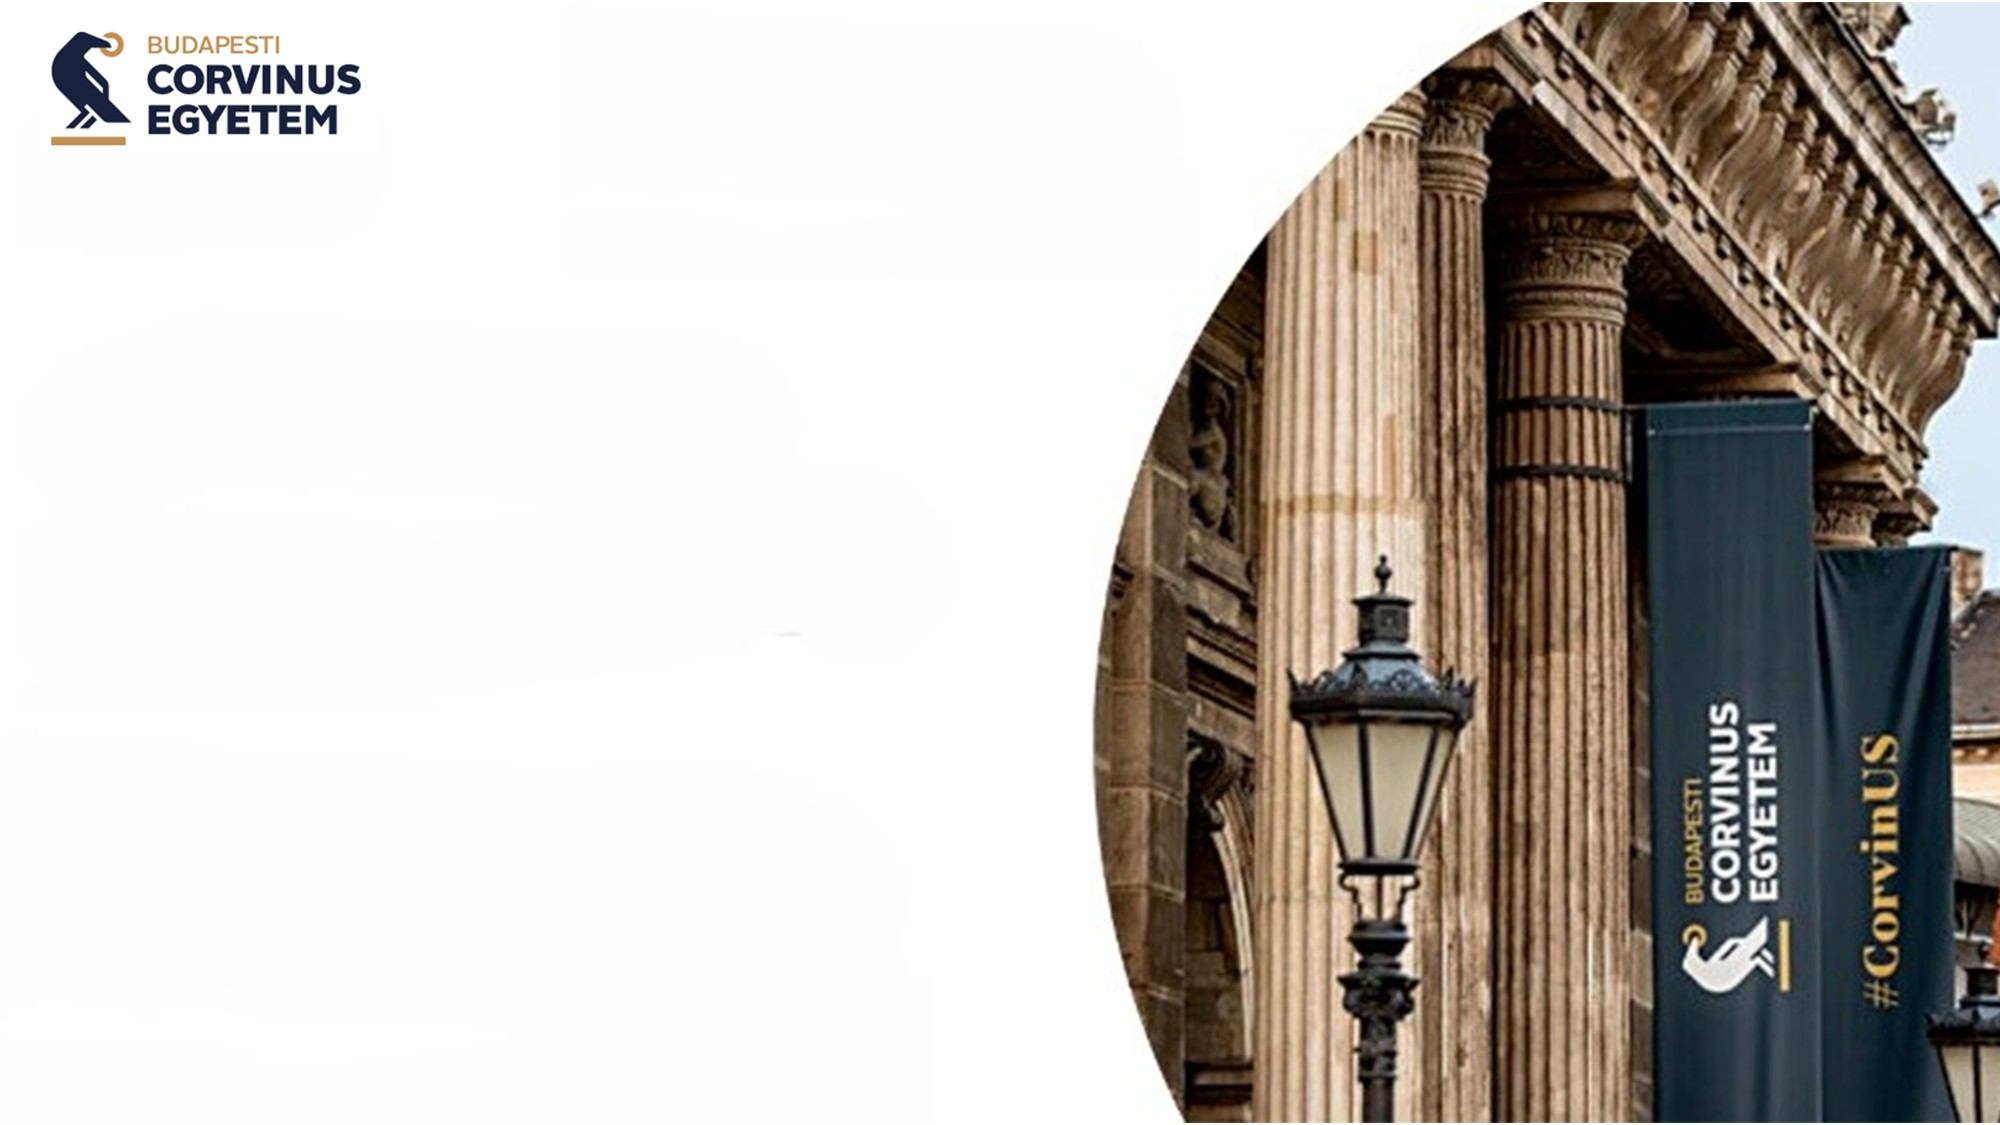 BUDAPESTI
CORVINUS
EGYETEM
BUDAPESTI
CORVINUS
EGYETEM
#CorvinUS